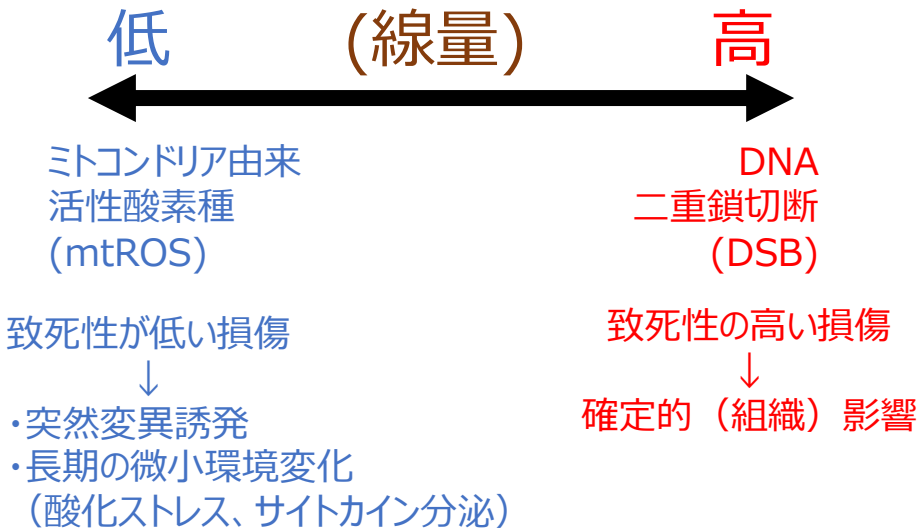 低 (線量) 高
ミトコンドリア由来
活性酸素種
(mtROS)
DNA
二重鎖切断
(DSB)
致死性が低い損傷
↓
・突然変異誘発
・長期の微小環境変化
（酸化ストレス、サイトカイン分泌）
致死性の高い損傷
↓
確定的（組織）影響